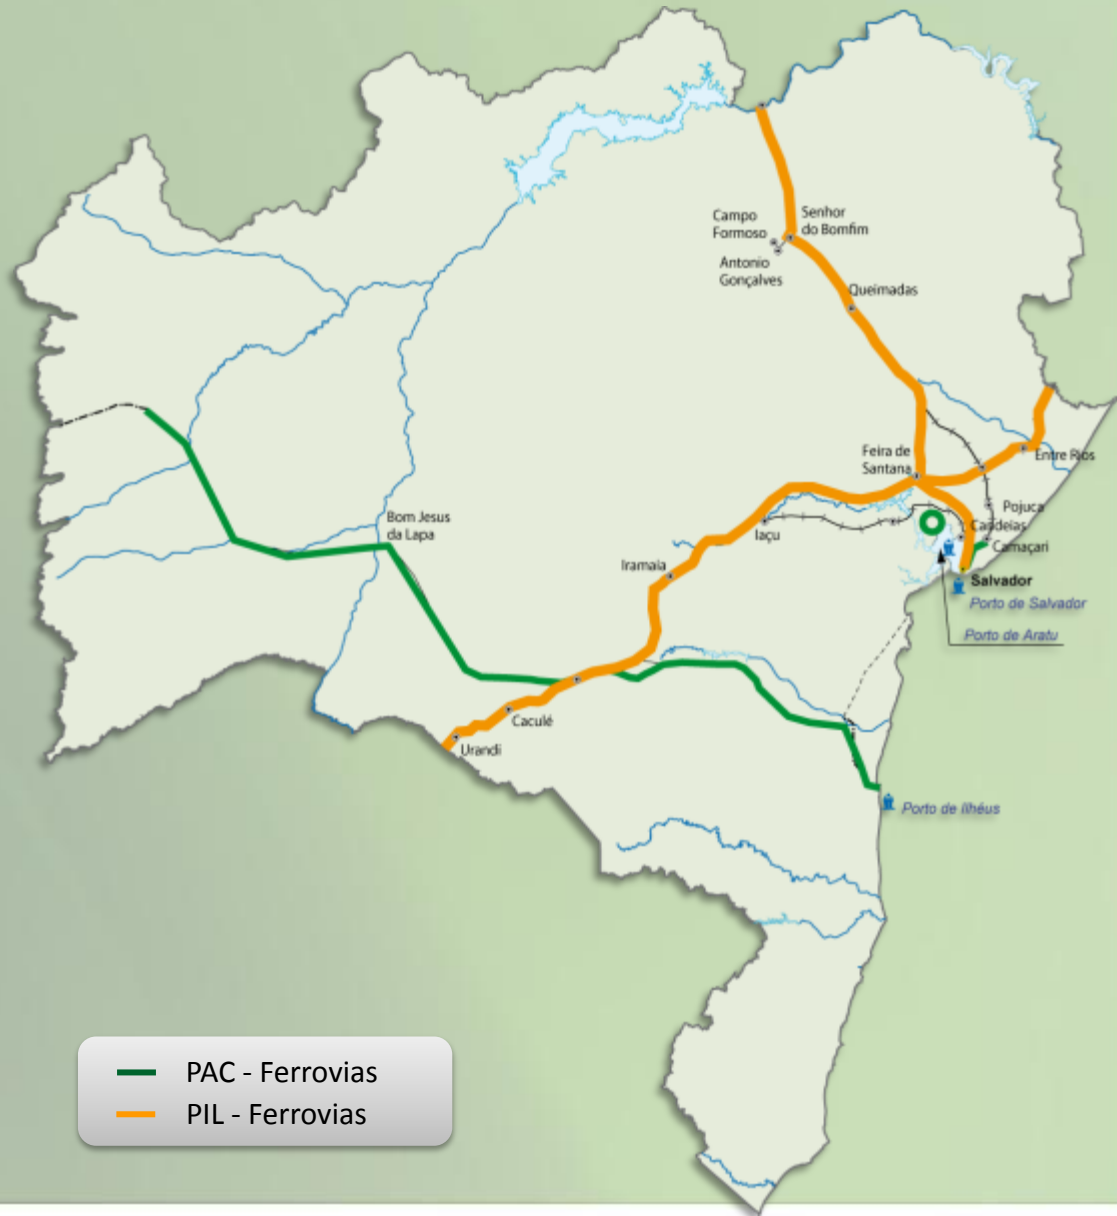 Campo
Formoso
Senhor
do Bomfim
Antonio
Gonçalves
Queimadas
Feira de
Santana
Entre Rios
Pojuca
Candeias
Camaçari
Iaçu
Bom Jesus
da Lapa
Iramaia
Salvador
Porto de Salvador
Porto de Aratu
Caculé
Urandi
Porto de Ilhéus
PAC - Ferrovias
PIL - Ferrovias